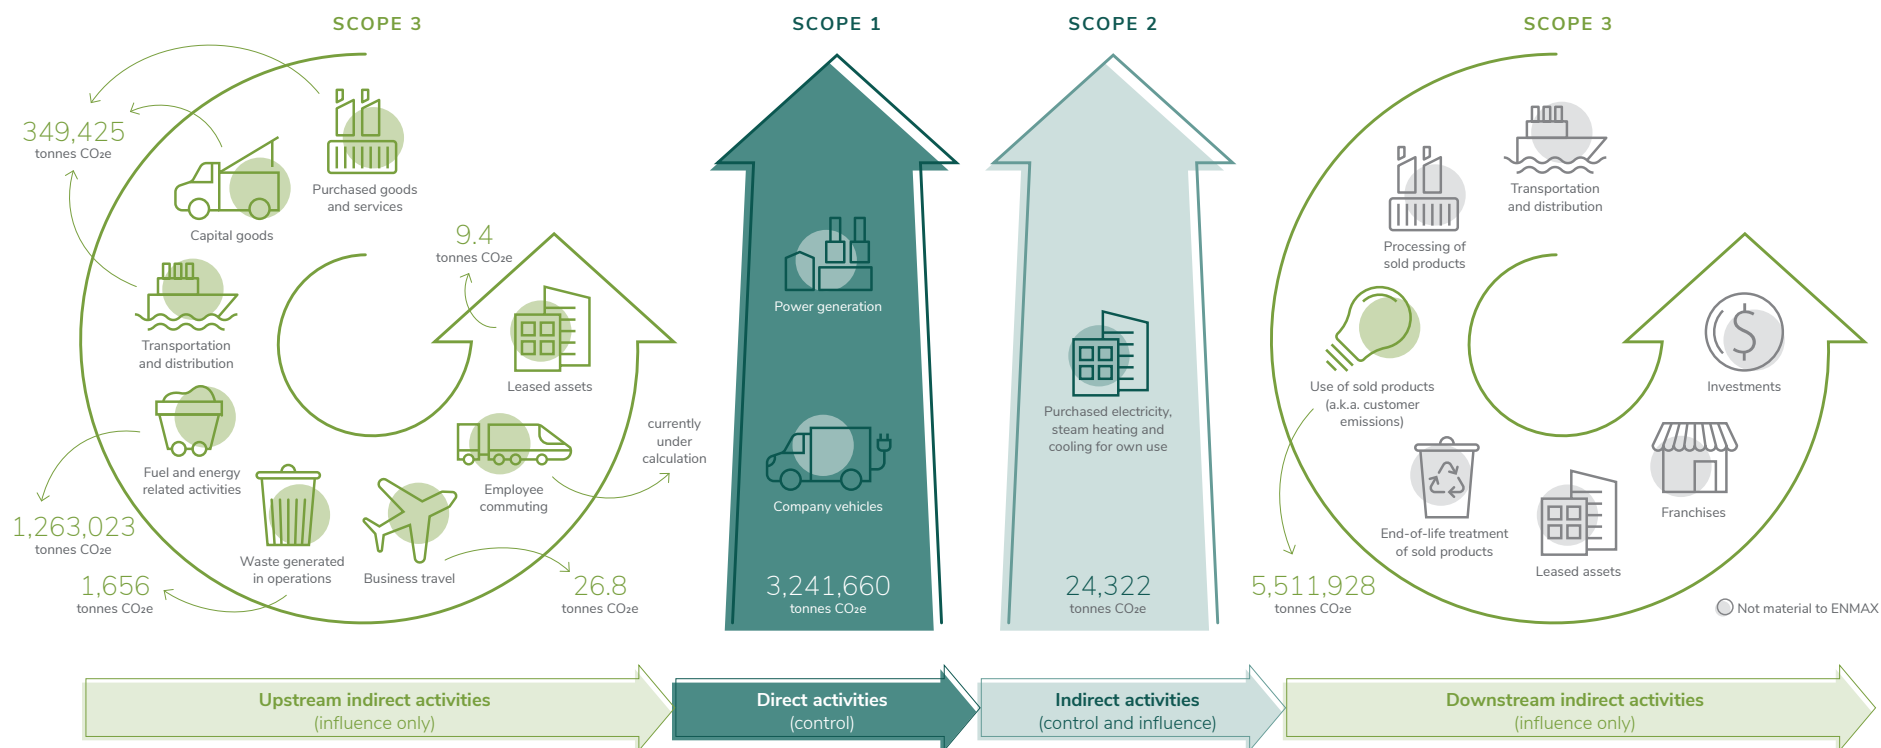 SCOPE 3
349,425
tonnes CO₂e
Purchased goods
and services
Capital goods
Transportation
and distribution
Fuel and energy
related activities
1,263,023
tonnes CO₂e
Waste generated
in operations
1,656
tonnes CO₂e
Business travel
26.8
tonnes CO₂e
Employee
commuting
currently
under
calculation
9.4
tonnes CO₂e
Leased assets
SCOPE 1
Power generation
Company vehicles
3,241,660
tonnes CO₂e
SCOPE 2
Purchased electricity,
steam heating and
cooling for own use
24,322
tonnes CO₂e
SCOPE 3
Transportation
and distribution
Processing of
sold products
Use of sold products
(a.k.a. customer
emissions)
5,511,928
tonnes CO₂e
End-of-life treatment
of sold products
Leased assets
Franchises
$
Investments
Not material to ENMAX
Upstream indirect activities
(influence only)
Direct activities
(control)
Indirect activities
(control and influence)
Downstream indirect activities
(influence only)